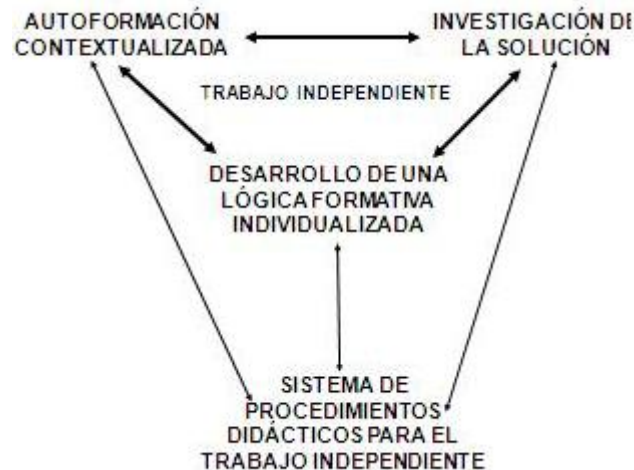 AUTOFORMACIÓN
CONTEXTUALIZADA
INVESTIGACIÓN DE
LA SOLUCIÓN
TRABAJO INDEPENDIENTE
DESARROLLO DE UNA
LÓGICA FORMATIVA
INDIVIDUALIZADA
SISTEMA DE
PROCEDIMIENTOS
DIDÁCTICOS PARA EL
TRABAJO INDEPENDIENTE